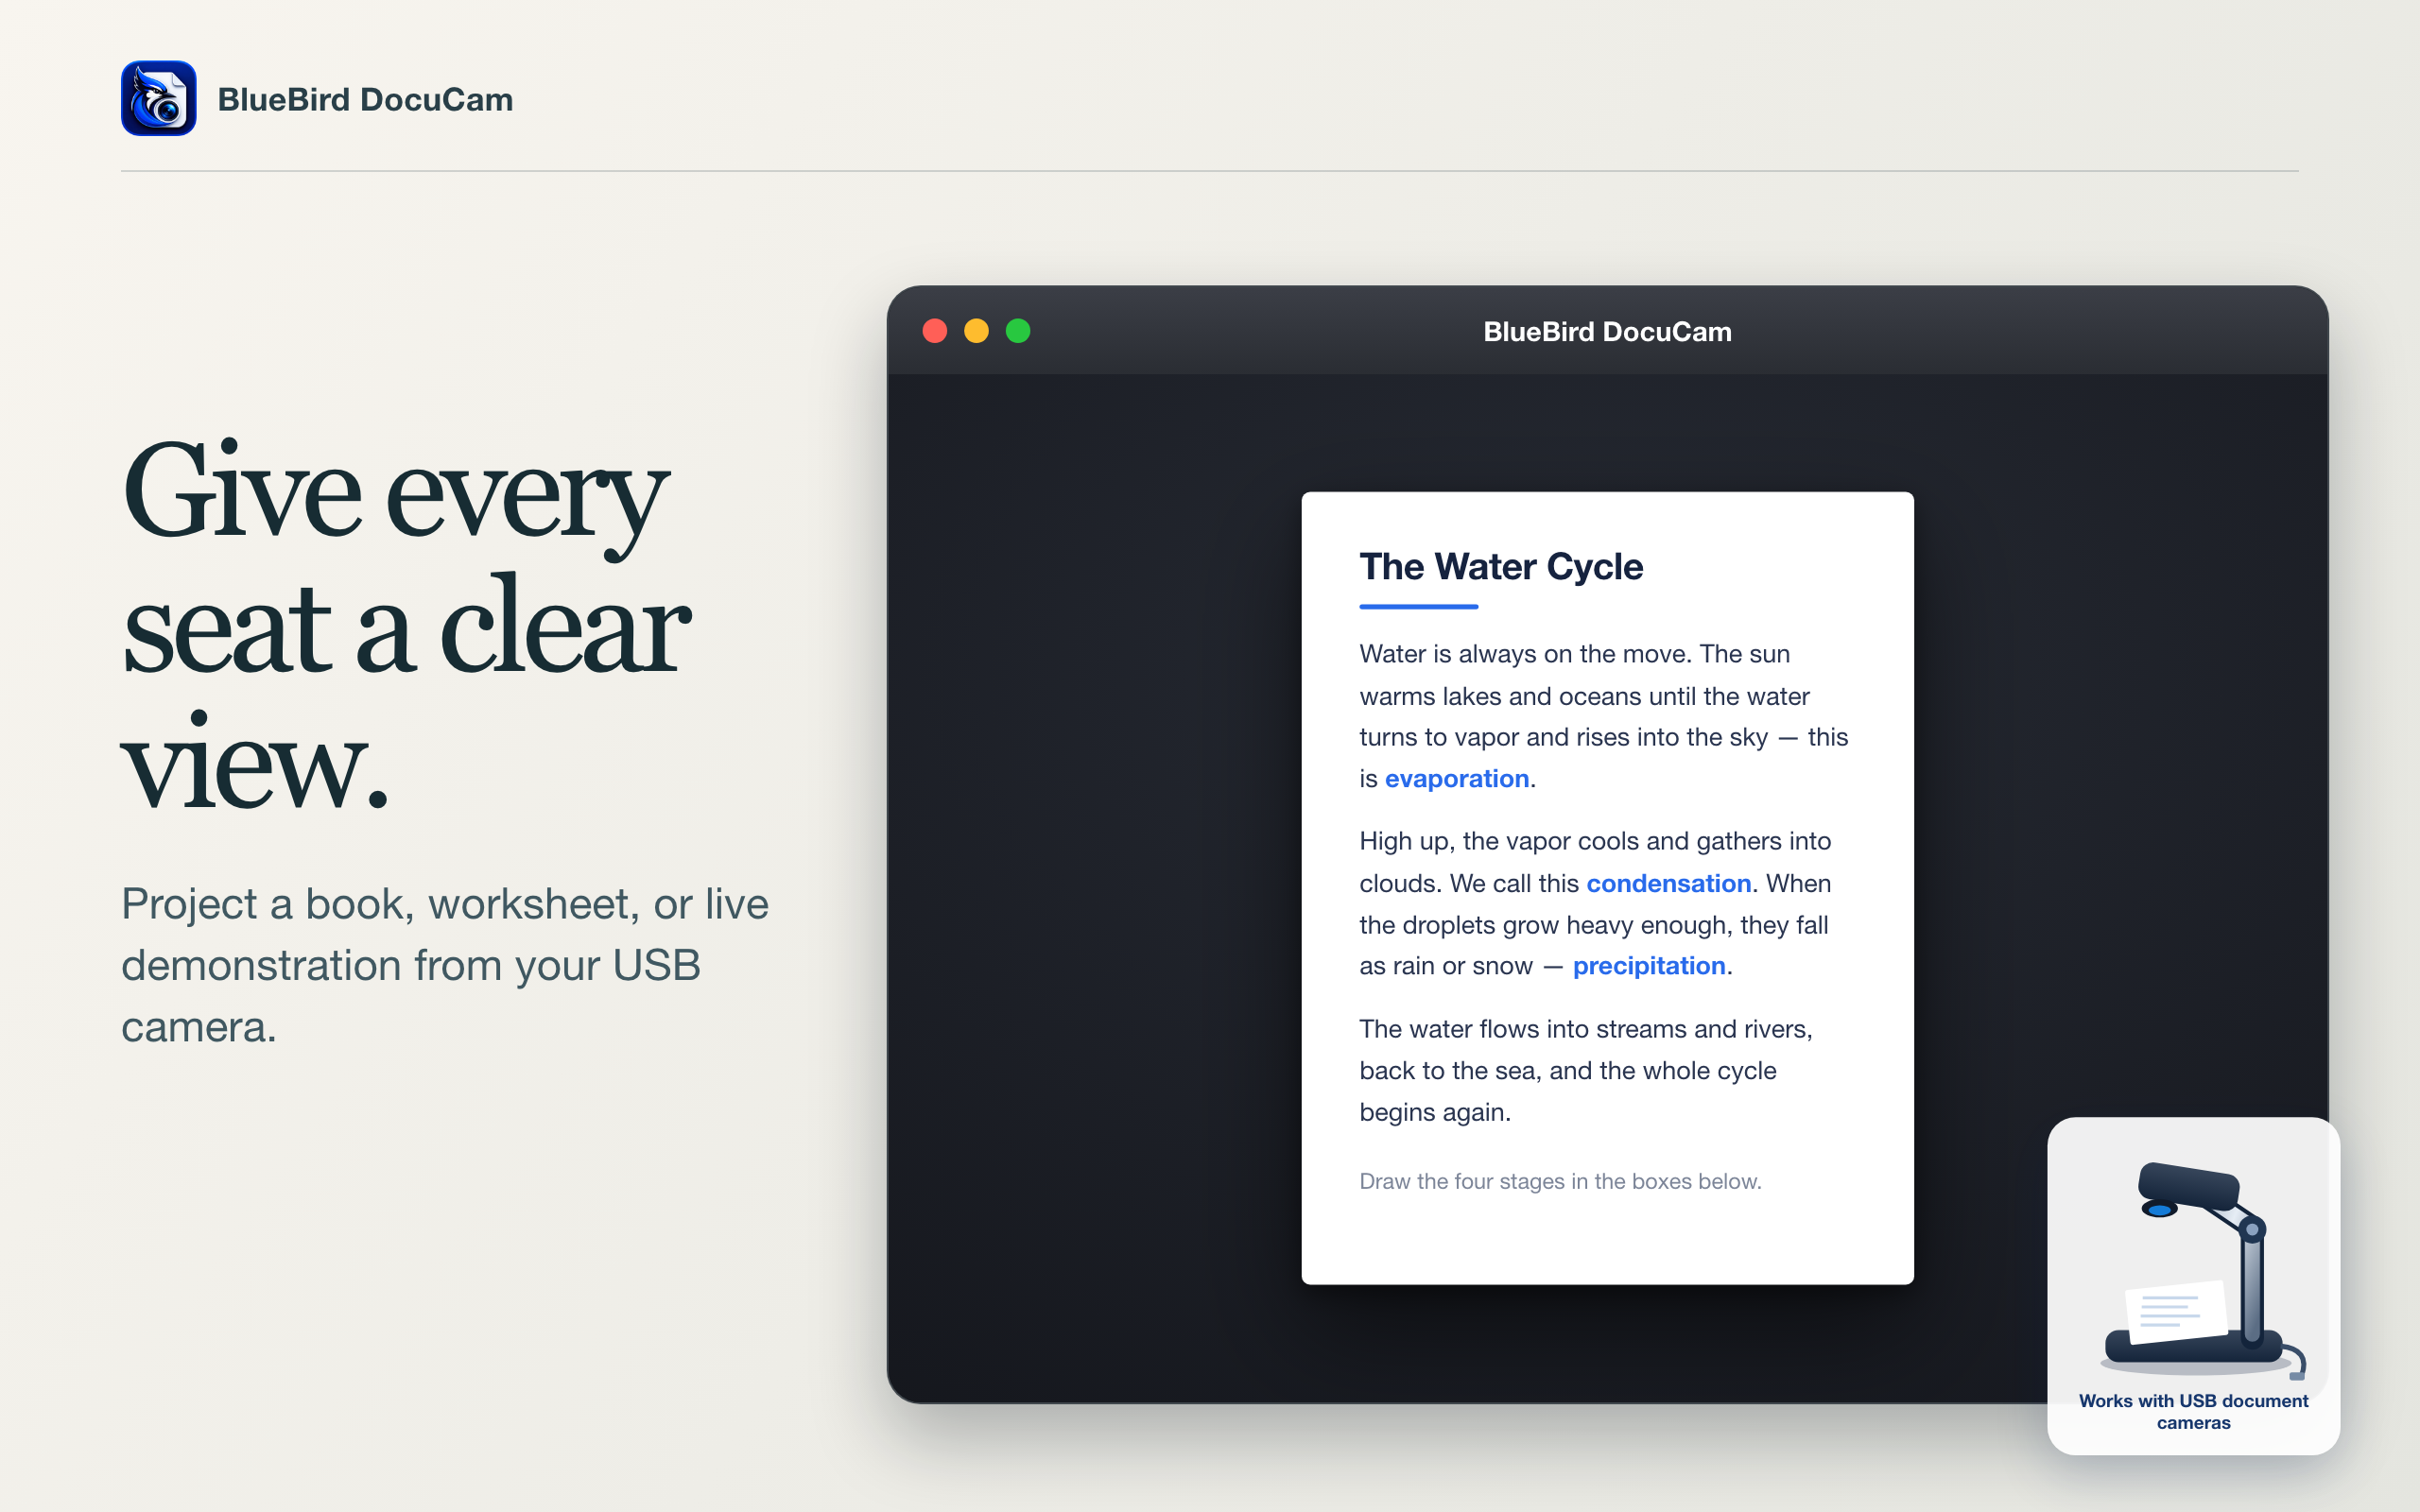 BlueBird DocuCam
Give every
seat a clear
view.
Project a book, worksheet, or live
demonstration from your USB
camera.
BlueBird DocuCam
The Water Cycle
Water is always on the move. The sun
warms lakes and oceans until the water
turns to vapor and rises into the sky — this
is evaporation.
High up, the vapor cools and gathers into
clouds. We call this condensation. When
the droplets grow heavy enough, they fall
as rain or snow — precipitation.
The water flows into streams and rivers,
back to the sea, and the whole cycle
begins again.
Draw the four stages in the boxes below.
Works with USB document
cameras